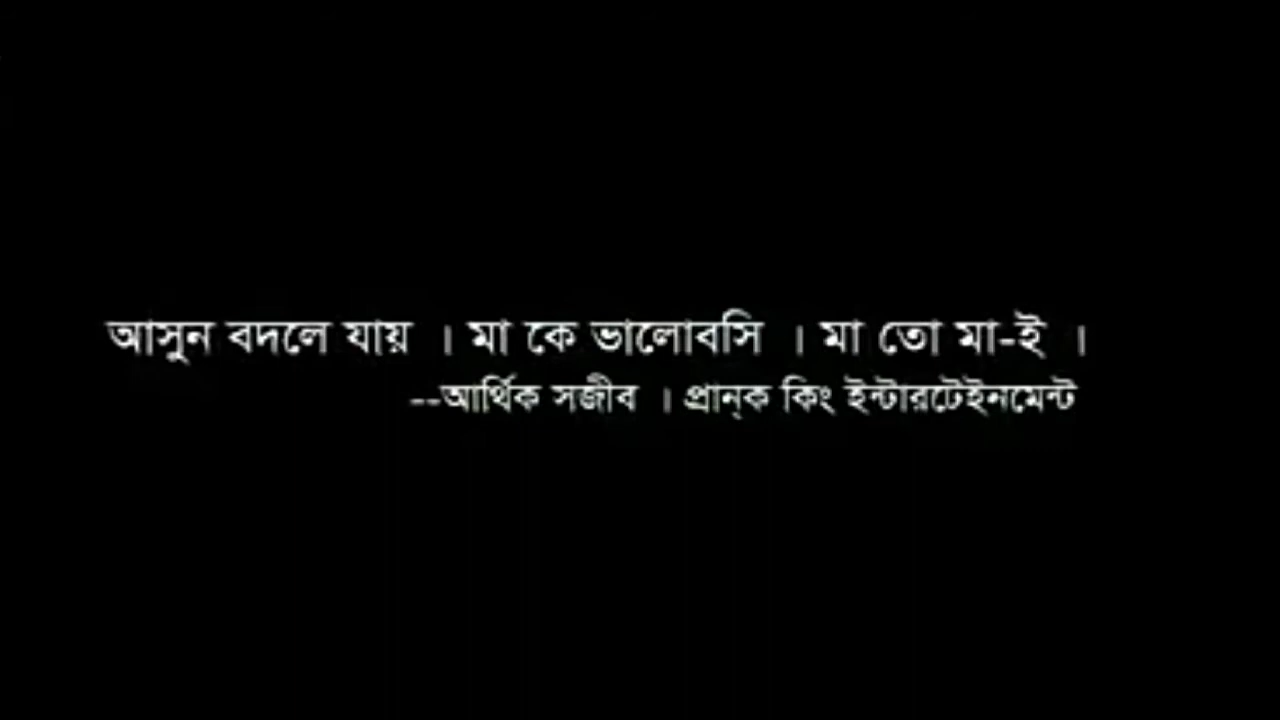 আসুন বদলে যায় । মা কে ভালোবসি । মা তো মা-ই ।
--আর্থিক সজীব । প্রান্‌ক কিং ইন্টারটেইনমেন্ট